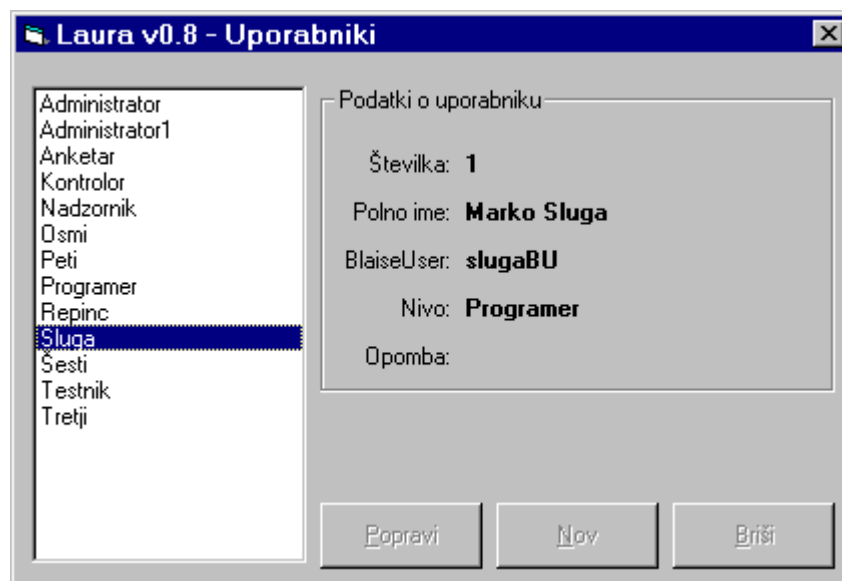 Laura v0.8 - Uporabniki
Administrator
Administrator1
Anketar
Kontrolor
Nadzornik
Osmi
Peti
Programer
Repinc
Sluga
Šesti
Testnik
Tretji
Podatki o uporabniku
Številka: 1
Polno ime: Marko Sluga
BlaiseUser: slugaBU
Nivo: Programer
Opomba:
Popravi
Nov
Briši